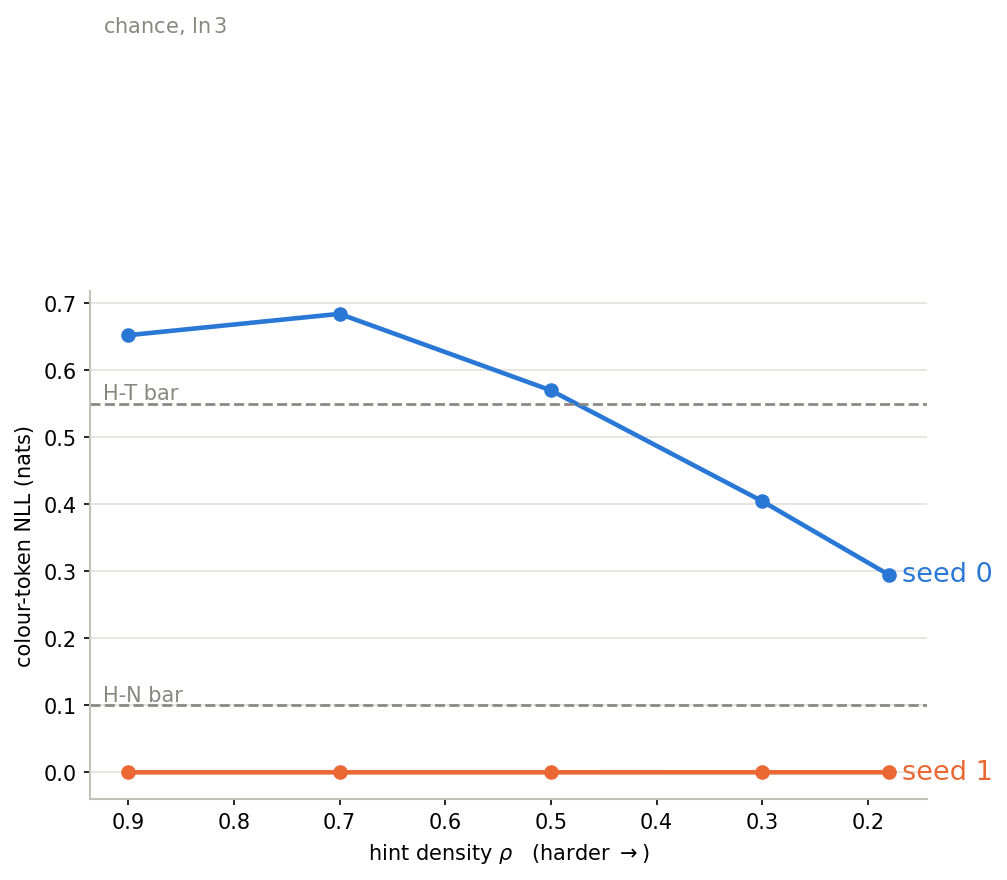 chance, ln 3
0.7
0.6
H-T bar
0.5
0.4
0.3
seed 0
0.2
H-N bar
0.1
0.0
seed 1
colour-token NLL (nats)
0.9 0.8 0.7 0.6 0.5 0.4 0.3 0.2
hint density ρ (harder →)